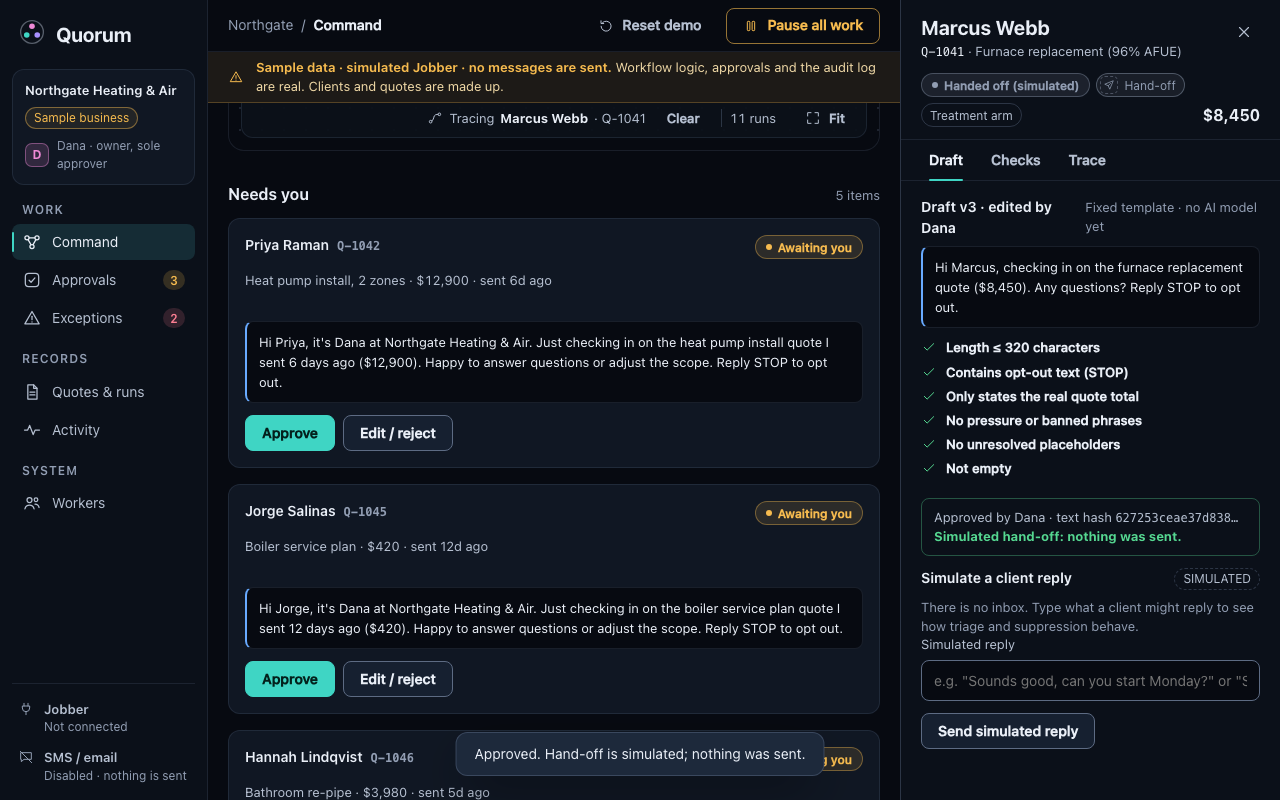 Quorum
Northgate Heating & Air
Sample business
D
Dana · owner, sole
approver
WORK
Command
Approvals
3
Exceptions
2
RECORDS
Quotes & runs
Activity
SYSTEM
Workers
Jobber
Not connected
SMS / email
Disabled · nothing is sent
Northgate / Command
Reset demo
Pause all work
Sample data · simulated Jobber · no messages are sent. Workflow logic, approvals and the audit log
are real. Clients and quotes are made up.
Tracing Marcus Webb · Q-1041
Clear
11 runs
Fit
Needs you
5 items
Priya Raman Q-1042
Awaiting you
Heat pump install, 2 zones · $12,900 · sent 6d ago
Hi Priya, it's Dana at Northgate Heating & Air. Just checking in on the heat pump install quote I
sent 6 days ago ($12,900). Happy to answer questions or adjust the scope. Reply STOP to opt
out.
Approve
Edit / reject
Jorge Salinas Q-1045
Awaiting you
Boiler service plan · $420 · sent 12d ago
Hi Jorge, it's Dana at Northgate Heating & Air. Just checking in on the boiler service plan quote I
sent 12 days ago ($420). Happy to answer questions or adjust the scope. Reply STOP to opt out.
Approve
Edit / reject
Hannah Lindqvist Q-1046
you
Bathroom re-pipe · $3,980 · sent 5d ago
Approved. Hand-off is simulated; nothing was sent.
Marcus Webb
Q-1041 · Furnace replacement (96% AFUE)
Handed off (simulated)
Hand-off
Treatment arm
$8,450
Draft
Checks
Trace
Draft v3 · edited by
Dana
Fixed template · no AI model
yet
Hi Marcus, checking in on the furnace replacement
quote ($8,450). Any questions? Reply STOP to opt
out.
Length ≤ 320 characters
Contains opt-out text (STOP)
Only states the real quote total
No pressure or banned phrases
No unresolved placeholders
Not empty
Approved by Dana · text hash 627253ceae37d838…
Simulated hand-off: nothing was sent.
Simulate a client reply
SIMULATED
There is no inbox. Type what a client might reply to see
how triage and suppression behave.
Simulated reply
e.g. "Sounds good, can you start Monday?" or "S
Send simulated reply